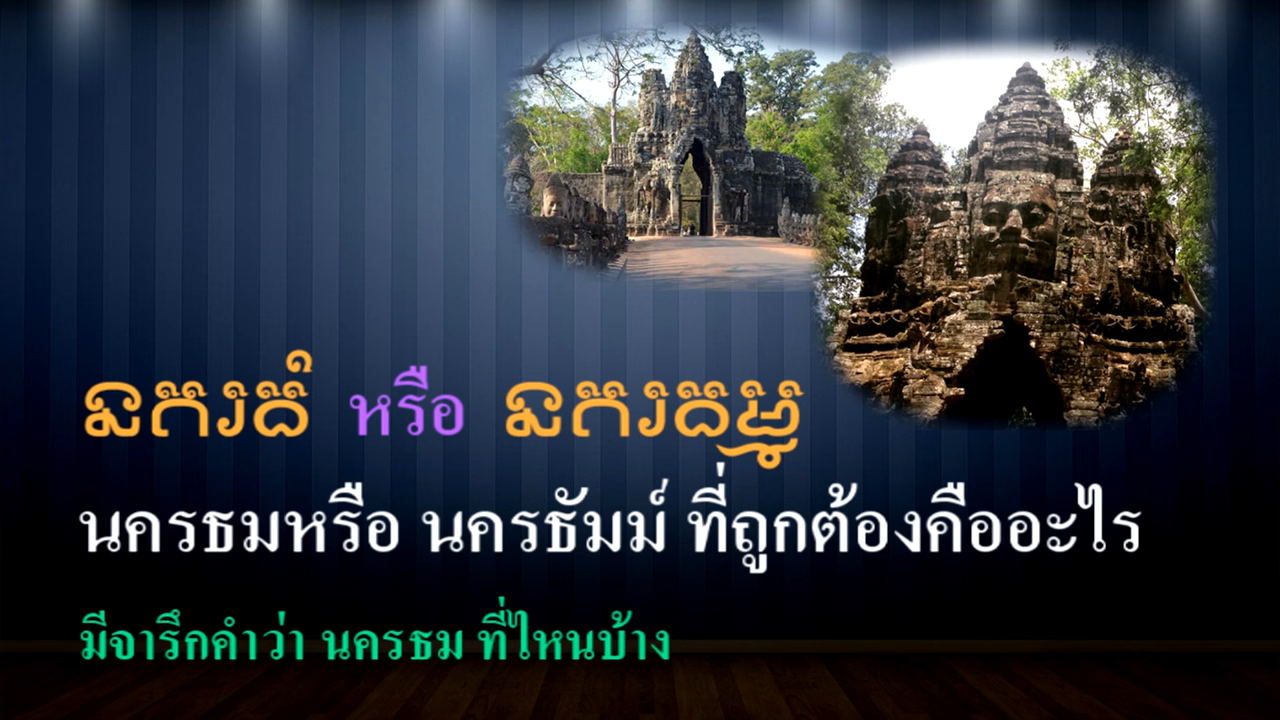 នគរធំ หรือ នគរធម្ម
นครธมหรือ นครธัมม์ ที่ถูกต้องคืออะไร
มีจารึกคำว่า นครธม ที่ไหนบ้าง